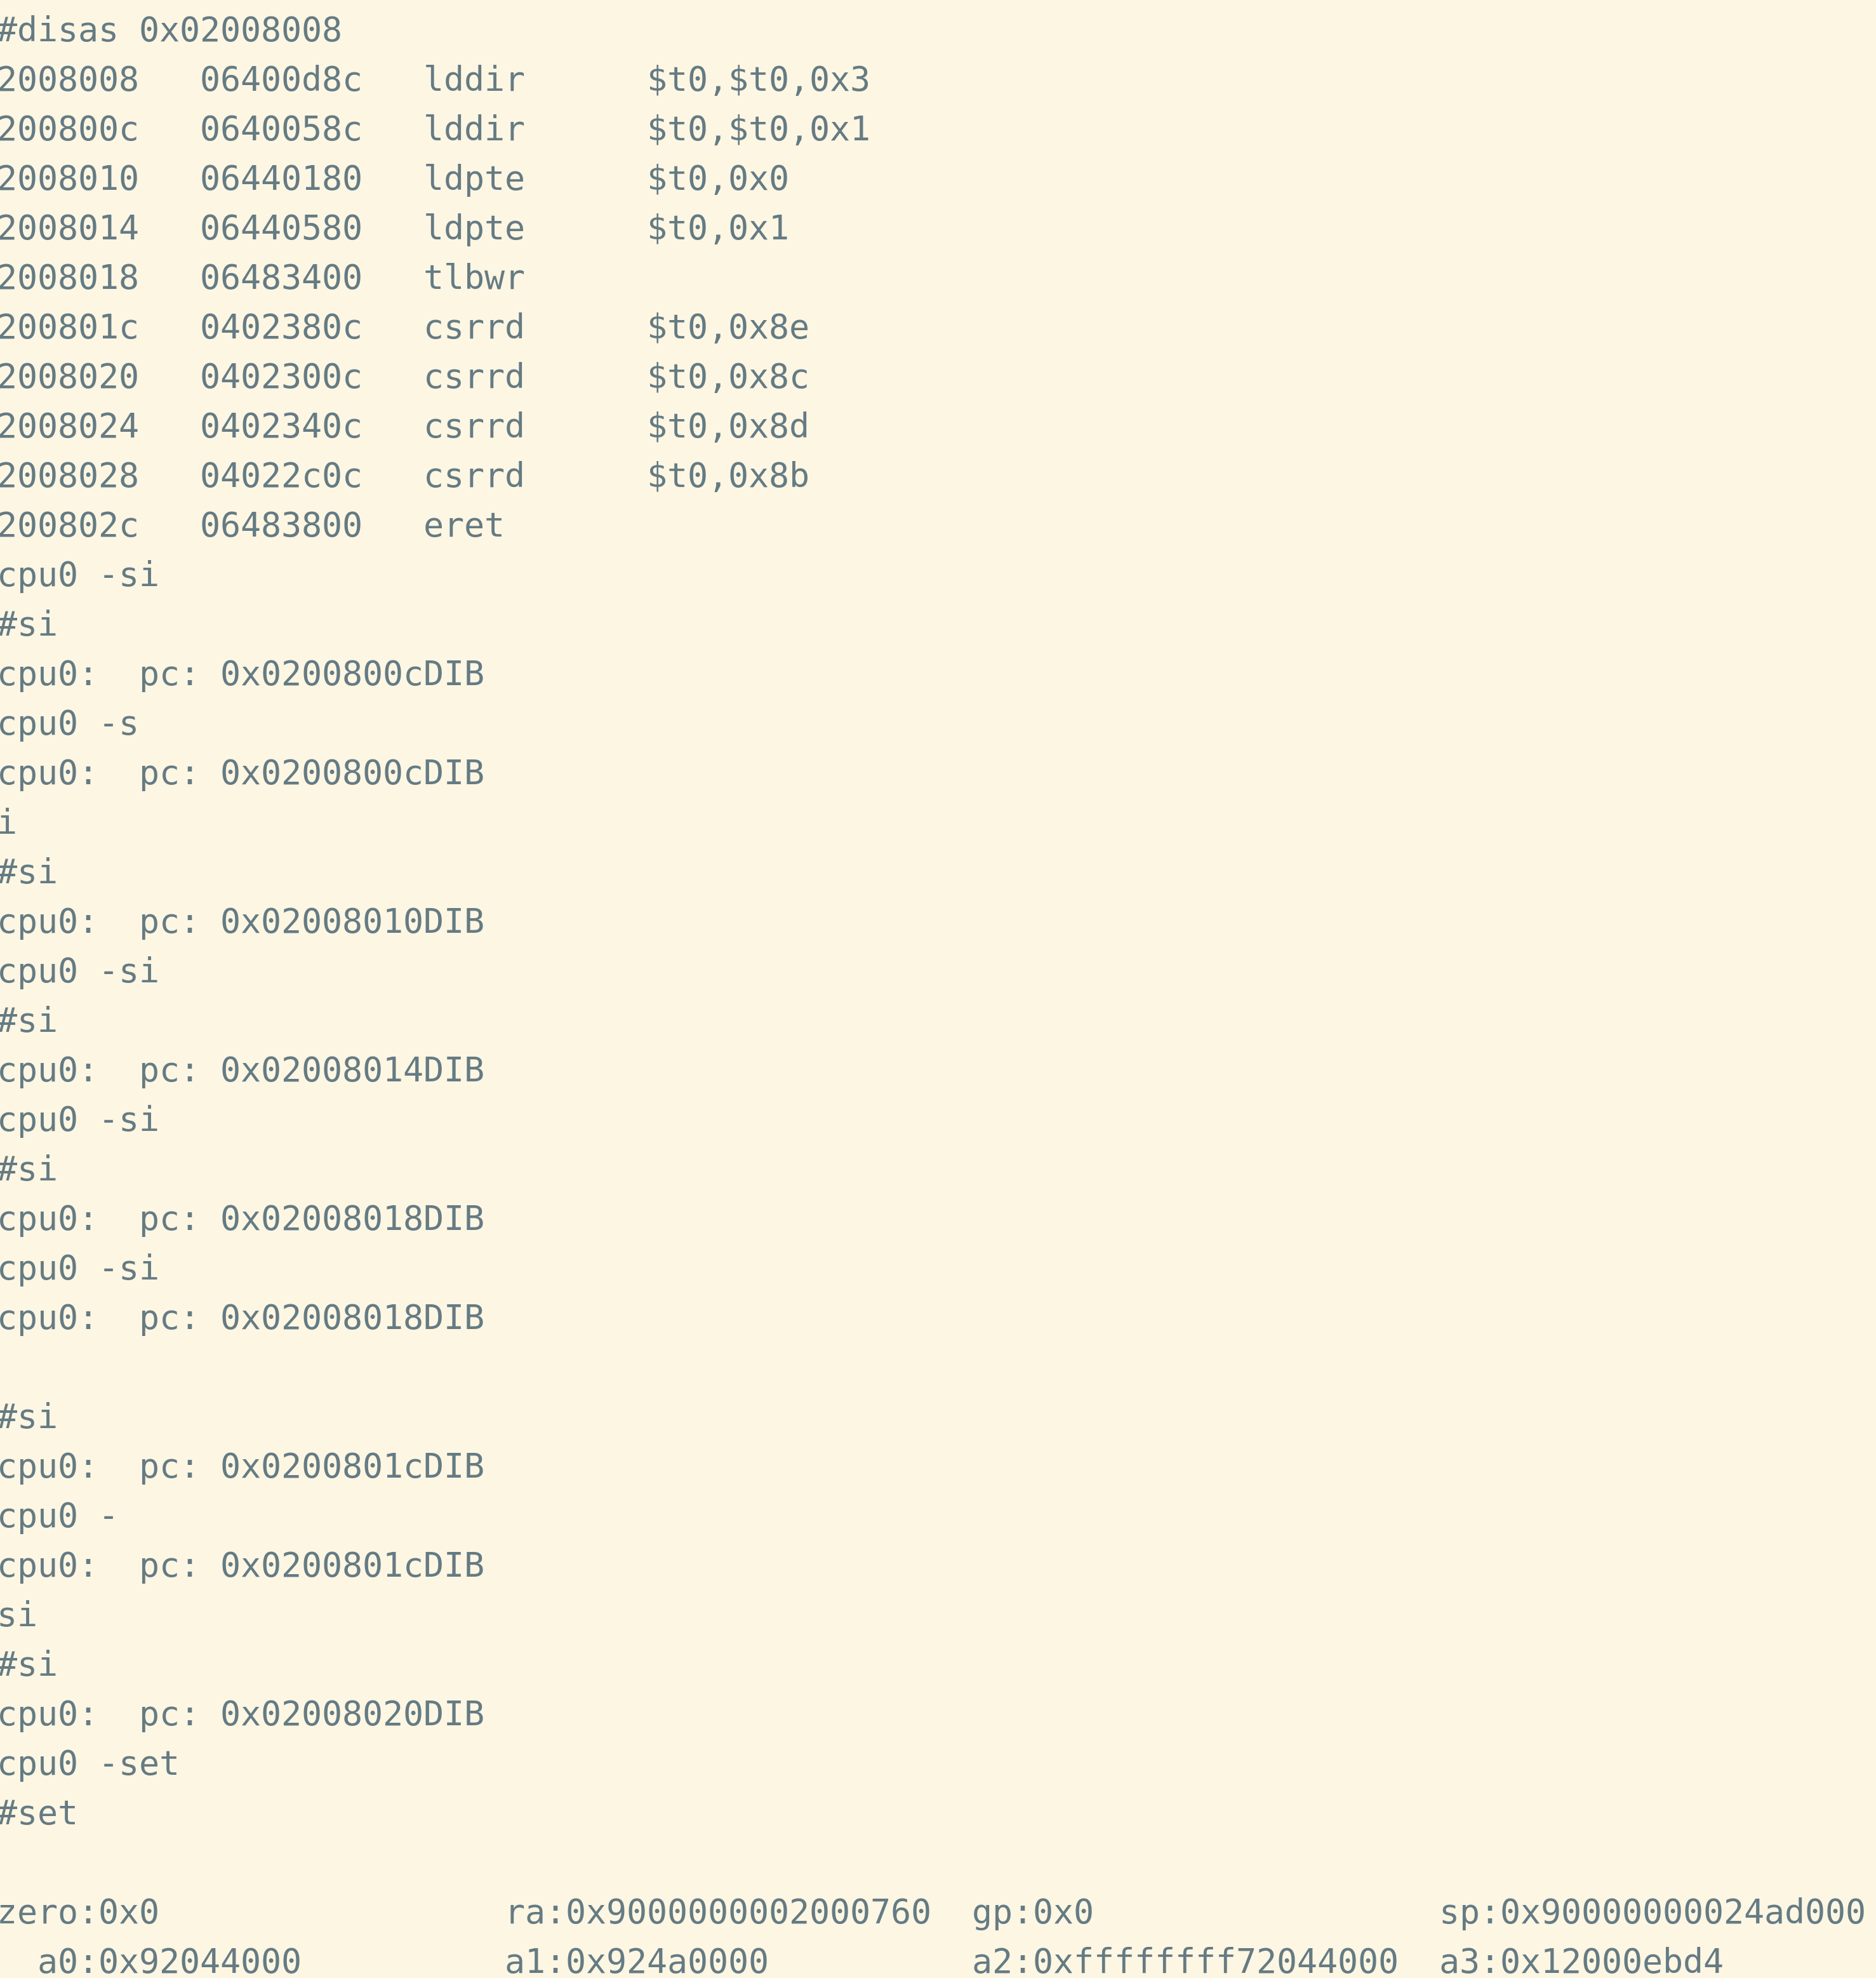 #disas 0x02008008
2008008   06400d8c   lddir      $t0,$t0,0x3
200800c   0640058c   lddir      $t0,$t0,0x1
2008010   06440180   ldpte      $t0,0x0
2008014   06440580   ldpte      $t0,0x1
2008018   06483400   tlbwr
200801c   0402380c   csrrd      $t0,0x8e
2008020   0402300c   csrrd      $t0,0x8c
2008024   0402340c   csrrd      $t0,0x8d
2008028   04022c0c   csrrd      $t0,0x8b
200802c   06483800   eret
cpu0 -si
#si
cpu0:  pc: 0x0200800cDIB
cpu0 -s
cpu0:  pc: 0x0200800cDIB
i
#si
cpu0:  pc: 0x02008010DIB
cpu0 -si
#si
cpu0:  pc: 0x02008014DIB
cpu0 -si
#si
cpu0:  pc: 0x02008018DIB
cpu0 -si
cpu0:  pc: 0x02008018DIB
#si
cpu0:  pc: 0x0200801cDIB
cpu0 -
cpu0:  pc: 0x0200801cDIB
si
#si
cpu0:  pc: 0x02008020DIB
cpu0 -set
#set
zero:0x0                 ra:0x9000000002000760  gp:0x0                 sp:0x90000000024ad000
  a0:0x92044000          a1:0x924a0000          a2:0xffffffff72044000  a3:0x12000ebd4